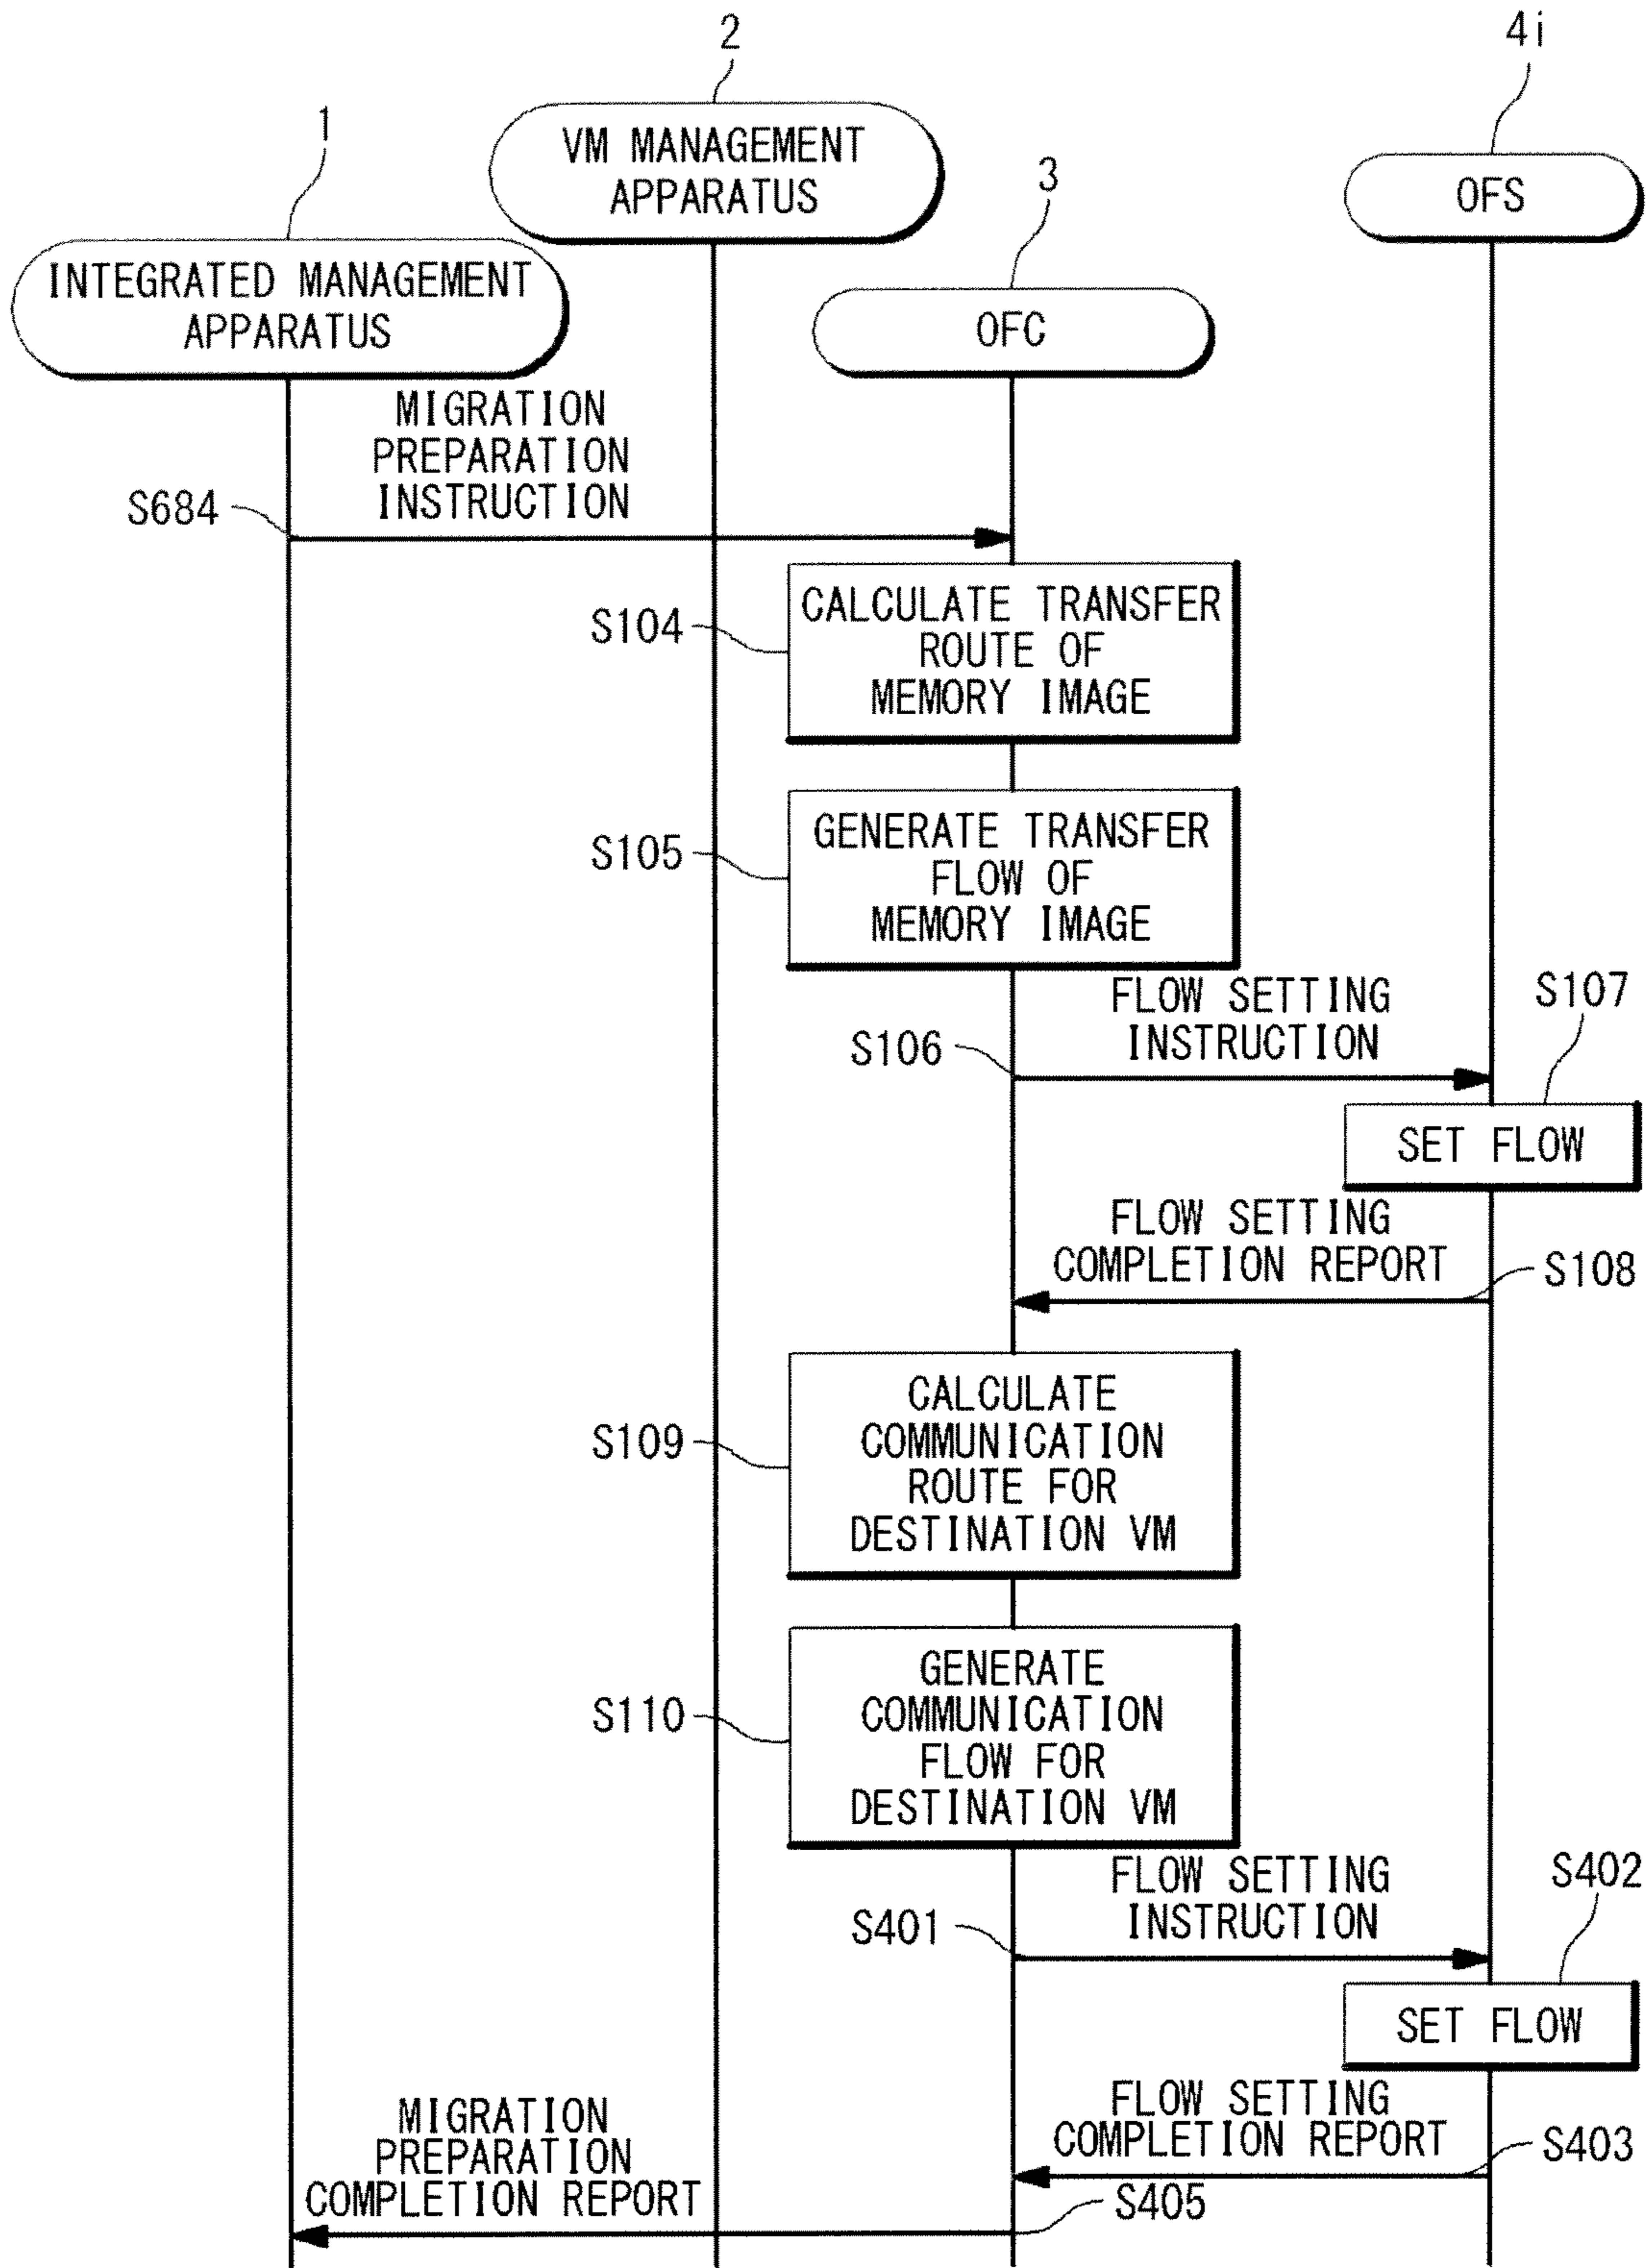 2
4i
1
VM MANAGEMENT
APPARATUS
3
OFS
INTEGRATED MANAGEMENT
APPARATUS
OFC
MIGRATION
PREPARATION
INSTRUCTION
S684
CALCULATE TRANSFER
ROUTE OF
MEMORY IMAGE
S104
GENERATE TRANSFER
FLOW OF
MEMORY IMAGE
S105
FLOW SETTING
INSTRUCTION
S106
S107
SET FLOW
FLOW SETTING
COMPLETION REPORT
S108
CALCULATE
COMMUNICATION
ROUTE FOR
DESTINATION VM
S109
GENERATE
COMMUNICATION
FLOW FOR
DESTINATION VM
S110
FLOW SETTING
INSTRUCTION
S401
S402
SET FLOW
FLOW SETTING
COMPLETION REPORT
S403
MIGRATION
PREPARATION
COMPLETION REPORT
S405